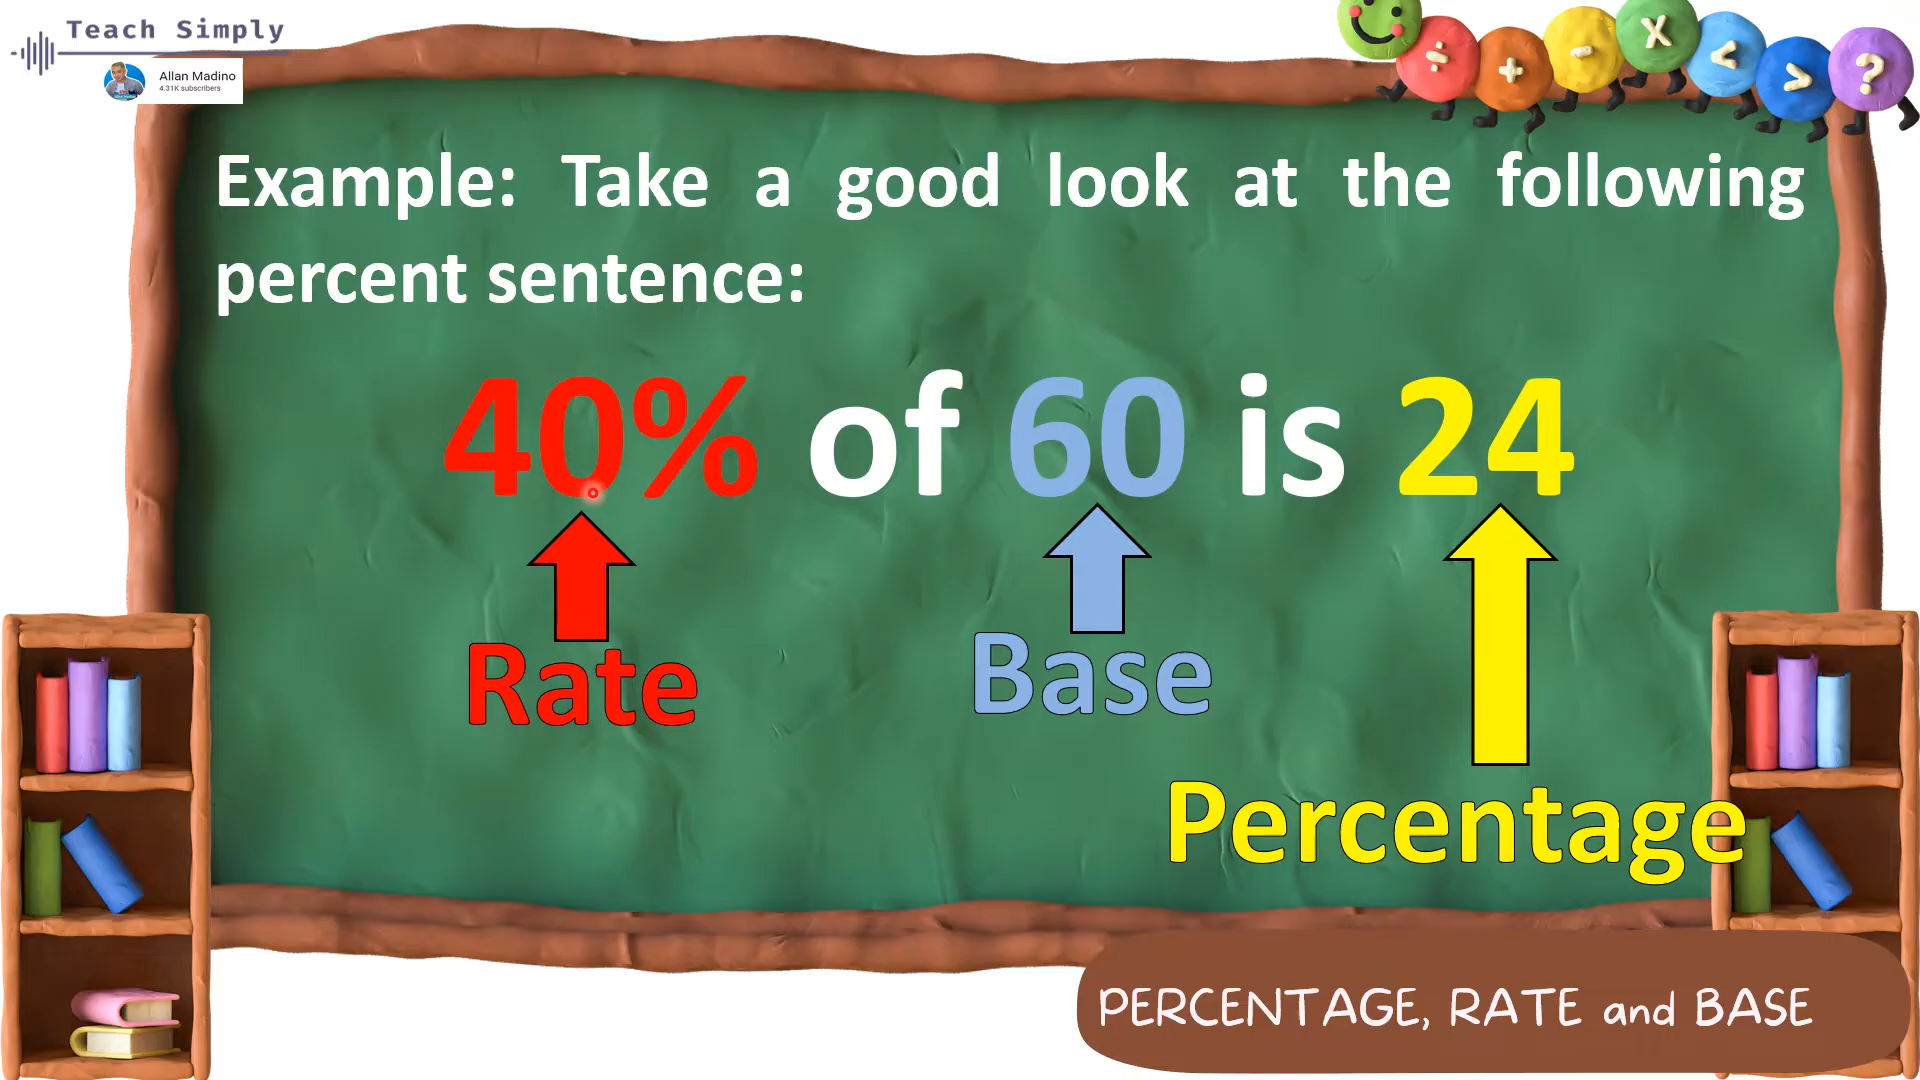 Teach Simply
Allan Madino
4.31K subscribers
÷ + - x < > ?
Example: Take a good look at the following
percent sentence:
40% of 60 is 24
Rate
Base
Percentage
PERCENTAGE, RATE and BASE